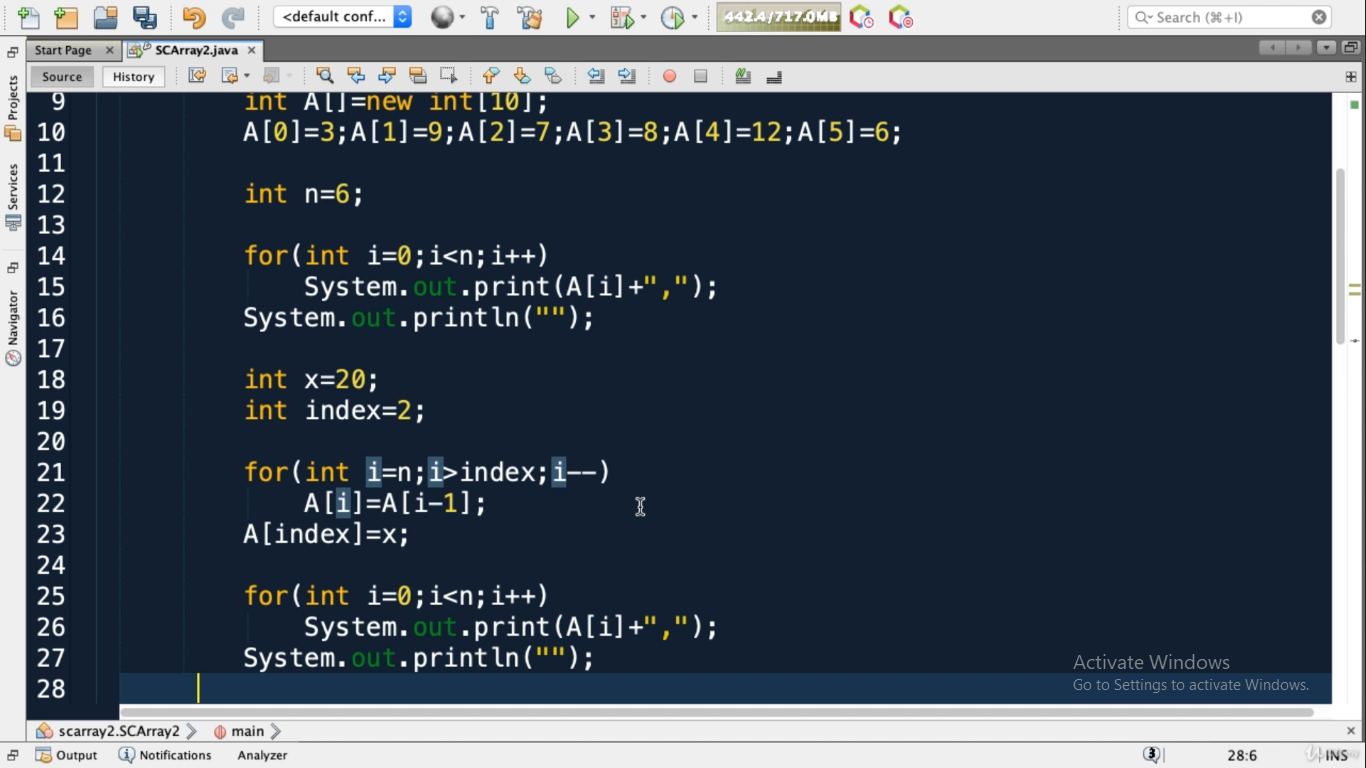 <default conf...
442.4/717.0MB
Search (⌘+I)
Start Page
SCArray2.java
Source
History
Projects
Services
Navigator
9 int A[]=new int[10];
10 A[0]=3;A[1]=9;A[2]=7;A[3]=8;A[4]=12;A[5]=6;
11
12 int n=6;
13
14 for(int i=0;i<n;i++)
15 System.out.print(A[i]+",");
16 System.out.println("");
17
18 int x=20;
19 int index=2;
20
21 for(int i=n;i>index;i--)
22 A[i]=A[i-1];
23 A[index]=x;
24
25 for(int i=0;i<n;i++)
26 System.out.print(A[i]+",");
27 System.out.println("");
28
Activate Windows
Go to Settings to activate Windows.
scarray2.SCArray2
main
Output
Notifications
Analyzer
3
28:6
INS